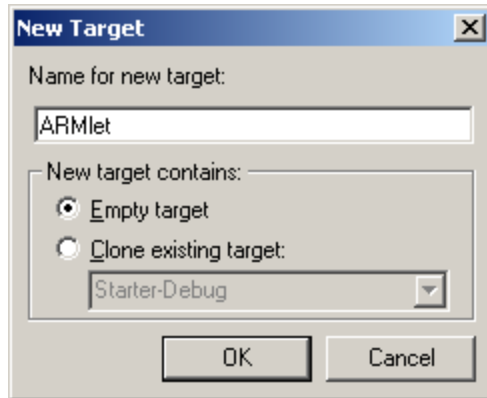 New Target
Name for new target:
ARMlet
New target contains:
Empty target
Clone existing target:
Starter-Debug
OK Cancel